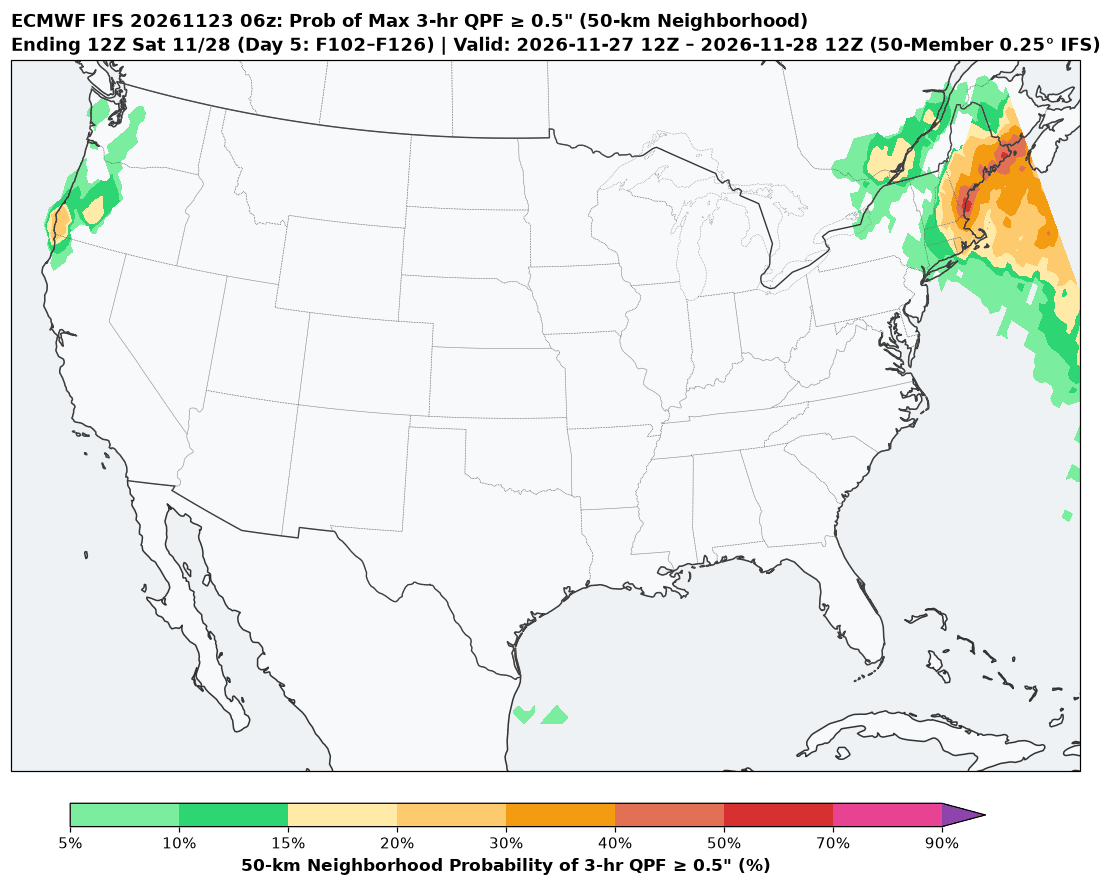 ECMWF IFS 20261123 06z: Prob of Max 3-hr QPF ≥ 0.5" (50-km Neighborhood)
Ending 12Z Sat 11/28 (Day 5: F102–F126) | Valid: 2026-11-27 12Z – 2026-11-28 12Z (50-Member 0.25° IFS)
5% 10% 15% 20% 30% 40% 50% 70% 90%
50-km Neighborhood Probability of 3-hr QPF ≥ 0.5" (%)